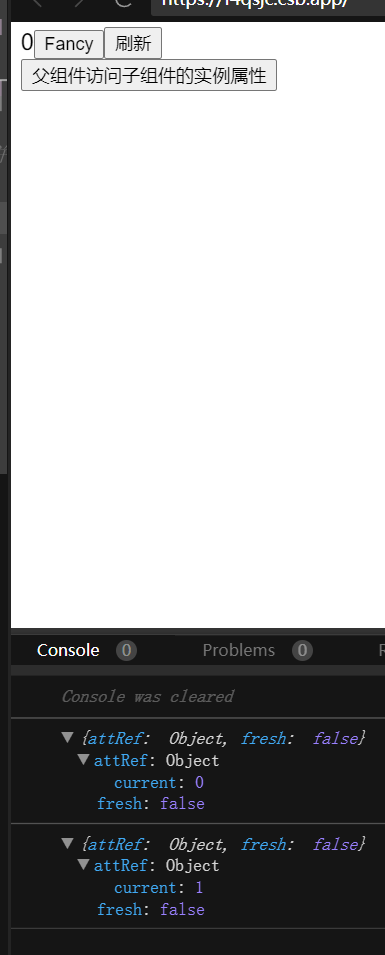 https://f4qsjc.csb.app/
0 Fancy 刷新
父组件访问子组件的实例属性
Console 0 Problems 0 R
Console was cleared
▼ {attRef: Object, fresh: false}
▼ attRef: Object
current: 0
fresh: false
▼ {attRef: Object, fresh: false}
▼ attRef: Object
current: 1
fresh: false